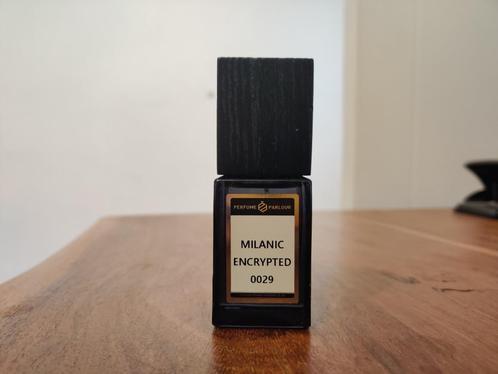 PERFUME PARLOUR
MILANIC
ENCRYPTED
0029